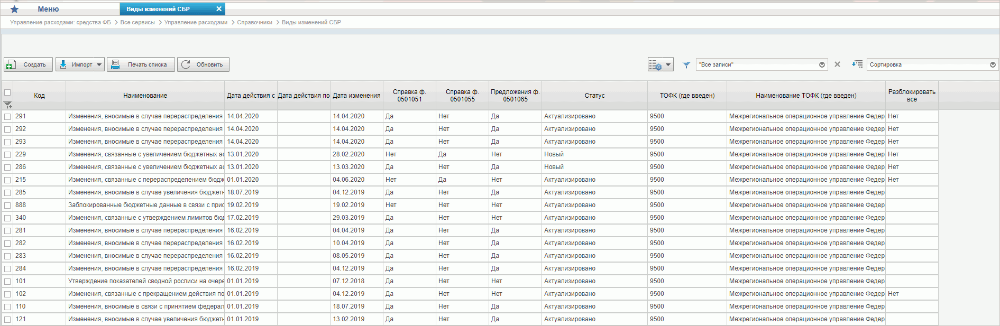 Меню
Виды изменений СБР
Управление расходами: средства ФБ > Все сервисы > Управление расходами > Справочники > Виды изменений СБР
Создать Импорт Печать списка Обновить "Все записи" Сортировка
Код Наименование Дата действия с Дата действия по Дата изменения Справка ф. 0501051 Справка ф. 0501055 Предложения ф. 0501065 Статус ТОФК (где введен) Наименование ТОФК (где введен) Разблокировать все
291 Изменения, вносимые в случае перераспределения 14.04.2020 14.04.2020 Да Нет Да Актуализировано 9500 Межрегиональное операционное управление Федер Нет
292 Изменения, вносимые в случае перераспределения 14.04.2020 14.04.2020 Да Нет Да Актуализировано 9500 Межрегиональное операционное управление Федер Нет
293 Изменения, вносимые в случае перераспределения 14.04.2020 14.04.2020 Да Нет Да Актуализировано 9500 Межрегиональное операционное управление Федер Нет
229 Изменения, связанные с увеличением бюджетных ас 13.01.2020 28.02.2020 Нет Да Нет Новый 9500 Межрегиональное операционное управление Федер Нет
286 Изменения, связанные с увеличением бюджетных ас 13.01.2020 13.03.2020 Да Нет Да Новый 9500 Межрегиональное операционное управление Федер Нет
215 Изменения, связанные с перераспределением бюдж 01.01.2020 04.06.2020 Нет Да Нет Актуализировано 9500 Межрегиональное операционное управление Федер Нет
285 Изменения, вносимые в случае увеличения бюджетн 18.07.2019 04.12.2019 Да Нет Да Актуализировано 9500 Межрегиональное операционное управление Федер
888 Заблокированные бюджетные данные в связи с прис 19.02.2019 19.02.2019 Нет Нет Нет Актуализировано 9500 Межрегиональное операционное управление Федер
340 Изменения, связанные с утверждением лимитов бюд 17.02.2019 29.03.2019 Да Нет Нет Актуализировано 9500 Межрегиональное операционное управление Федер
281 Изменения, вносимые в случае перераспределения 16.02.2019 04.04.2019 Да Нет Да Актуализировано 9500 Межрегиональное операционное управление Федер
282 Изменения, вносимые в случае перераспределения 16.02.2019 10.04.2019 Да Нет Да Актуализировано 9500 Межрегиональное операционное управление Федер
283 Изменения, вносимые в случае перераспределения 16.02.2019 08.05.2019 Да Нет Да Актуализировано 9500 Межрегиональное операционное управление Федер
284 Изменения, вносимые в случае перераспределения 16.02.2019 04.12.2019 Да Нет Да Актуализировано 9500 Межрегиональное операционное управление Федер
101 Утверждение показателей сводной росписи на очере 01.01.2019 07.12.2018 Да Нет Нет Актуализировано 9500 Межрегиональное операционное управление Федер
102 Изменения, связанные с прекращением действия по 01.01.2019 04.12.2019 Да Нет Нет Актуализировано 9500 Межрегиональное операционное управление Федер Нет
110 Изменения, вносимые в связи с принятием федерал 01.01.2019 18.07.2019 Да Нет Да Актуализировано 9500 Межрегиональное операционное управление Федер
121 Изменения, вносимые в случае увеличения бюджетн 01.01.2019 13.02.2019 Да Нет Да Актуализировано 9500 Межрегиональное операционное управление Федер